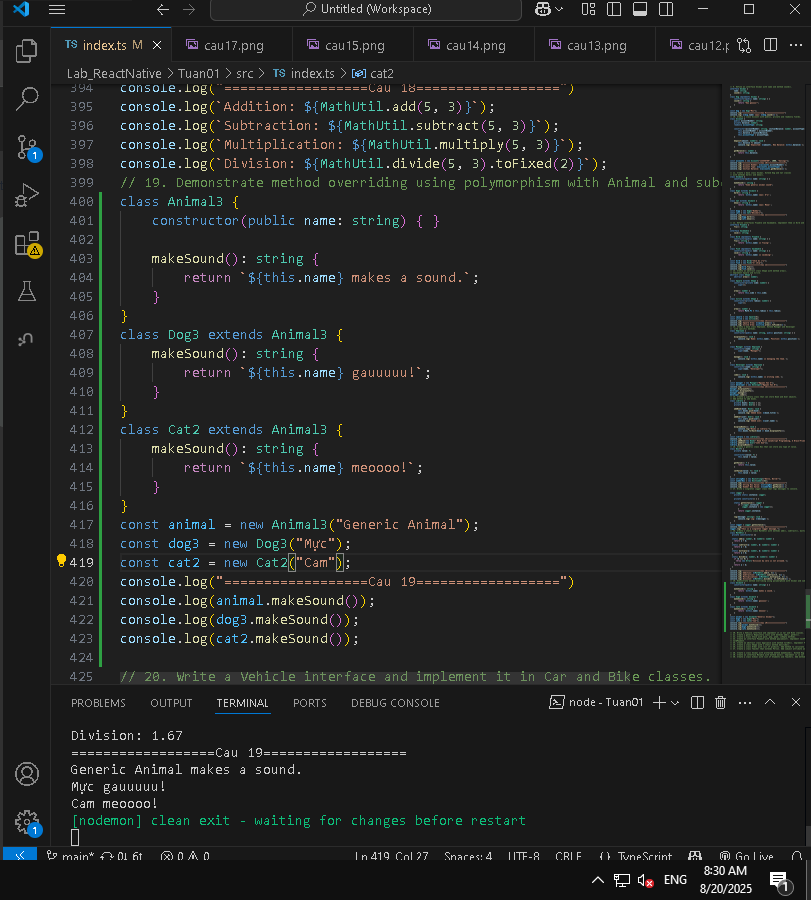 Untitled (Workspace)
TS index.ts M
cau17.png
cau15.png
cau14.png
cau13.png
cau12.p
Lab_ReactNative > Tuan01 > src > TS index.ts > cat2
394 console.log("==================Cau 18==================")
395 console.log(`Addition: ${MathUtil.add(5, 3)}`);
396 console.log(`Subtraction: ${MathUtil.subtract(5, 3)}`);
397 console.log(`Multiplication: ${MathUtil.multiply(5, 3)}`);
398 console.log(`Division: ${MathUtil.divide(5, 3).toFixed(2)}`);
399 // 19. Demonstrate method overriding using polymorphism with Animal and sub
400 class Animal3 {
401 constructor(public name: string) { }
402
403 makeSound(): string {
404 return `${this.name} makes a sound.`;
405 }
406 }
407 class Dog3 extends Animal3 {
408 makeSound(): string {
409 return `${this.name} gauuuuu!`;
410 }
411 }
412 class Cat2 extends Animal3 {
413 makeSound(): string {
414 return `${this.name} meoooo!`;
415 }
416 }
417 const animal = new Animal3("Generic Animal");
418 const dog3 = new Dog3("Mực");
419 const cat2 = new Cat2("Cam");
420 console.log("==================Cau 19==================")
421 console.log(animal.makeSound());
422 console.log(dog3.makeSound());
423 console.log(cat2.makeSound());
424
425 // 20. Write a Vehicle interface and implement it in Car and Bike classes.
PROBLEMS OUTPUT TERMINAL PORTS DEBUG CONSOLE
node - Tuan01
Division: 1.67
==================Cau 19==================
Generic Animal makes a sound.
Mực gauuuuu!
Cam meoooo!
[nodemon] clean exit - waiting for changes before restart
main* 0↓ 6↑ 0 0 Ln 419, Col 27 Spaces: 4 UTF-8 CRLF {} TypeScript Go Live
ENG
8:30 AM
8/20/2025
1